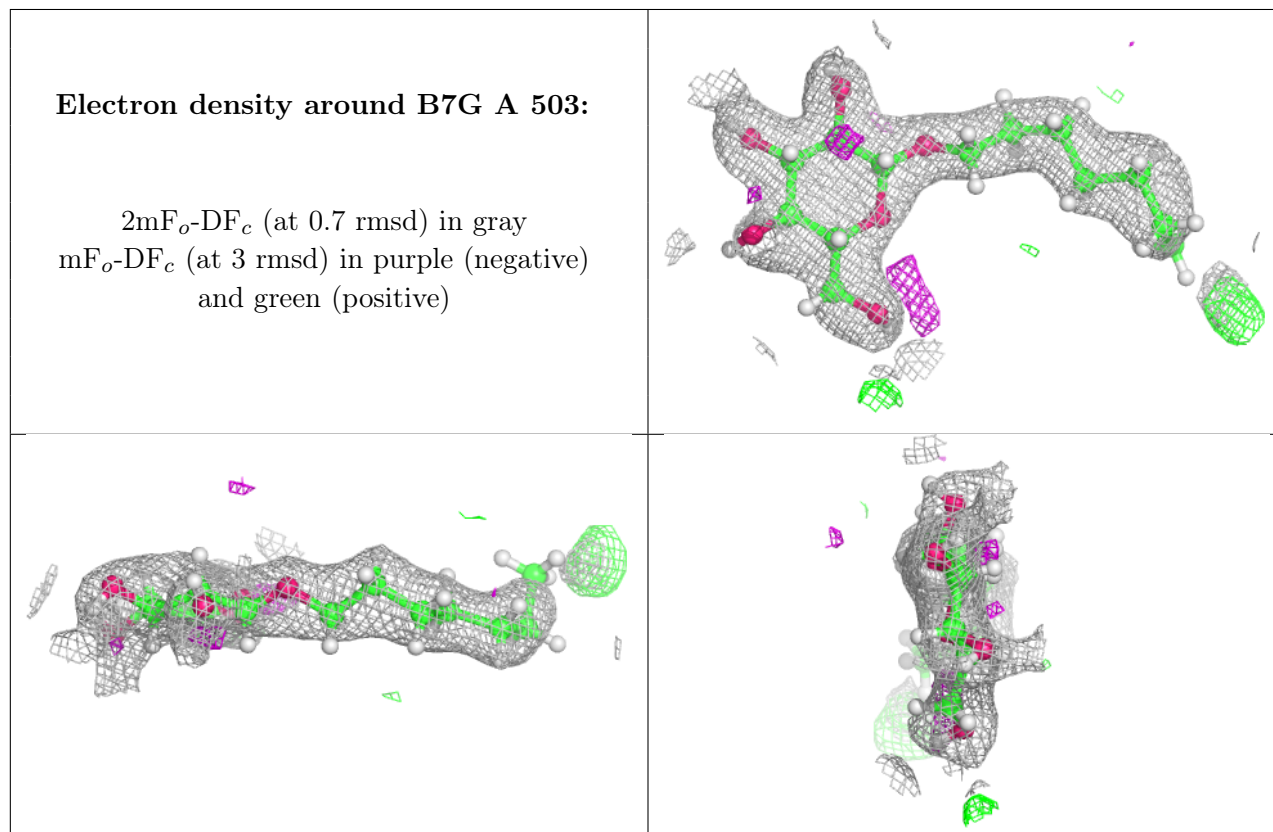 Electron density around B7G A 503:
2mFo-DFc (at 0.7 rmsd) in gray
mFo-DFc (at 3 rmsd) in purple (negative)
and green (positive)